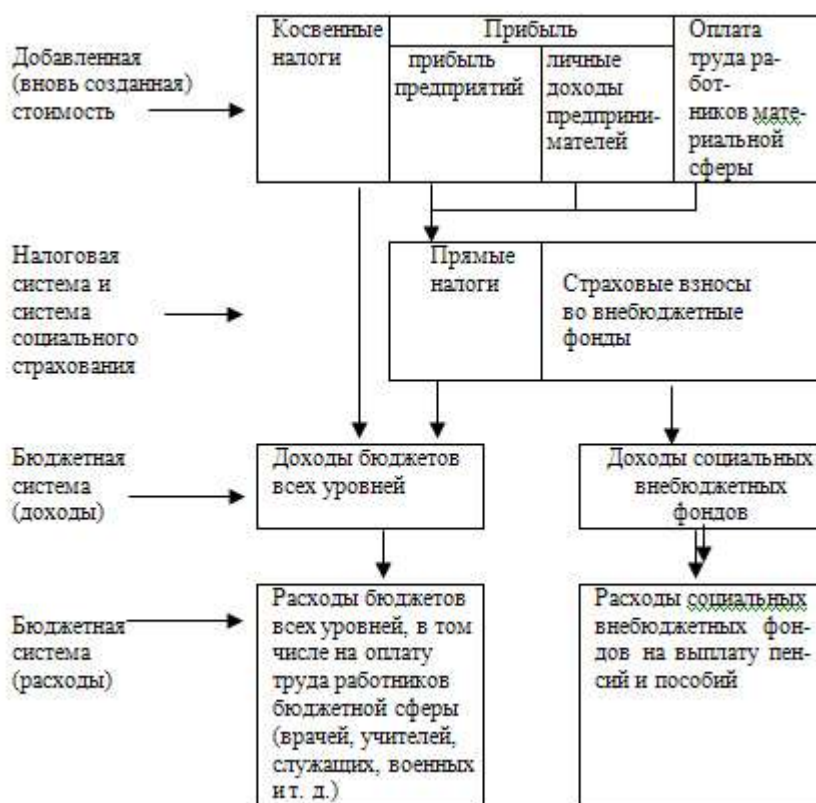 Добавленная
(вновь созданная)
стоимость
Косвенные
налоги
Прибыль
прибыль
предприятий
личные
доходы
предприни-
мателей
Оплата
труда ра-
бот-
ников мате-
риальной
сферы
Налоговая
система и
система
социального
страхования
Прямые
налоги
Страховые взносы
во внебюджетные
фонды
Бюджетная
система
(доходы)
Доходы бюджетов
всех уровней
Доходы социальных
внебюджетных
фондов
Бюджетная
система
(расходы)
Расходы бюджетов
всех уровней, в том
числе на оплату
труда работников
бюджетной сферы
(врачей, учителей,
служащих, военных
и т. д.)
Расходы социальных
внебюджетных фон-
дов на выплату пен-
сий и пособий